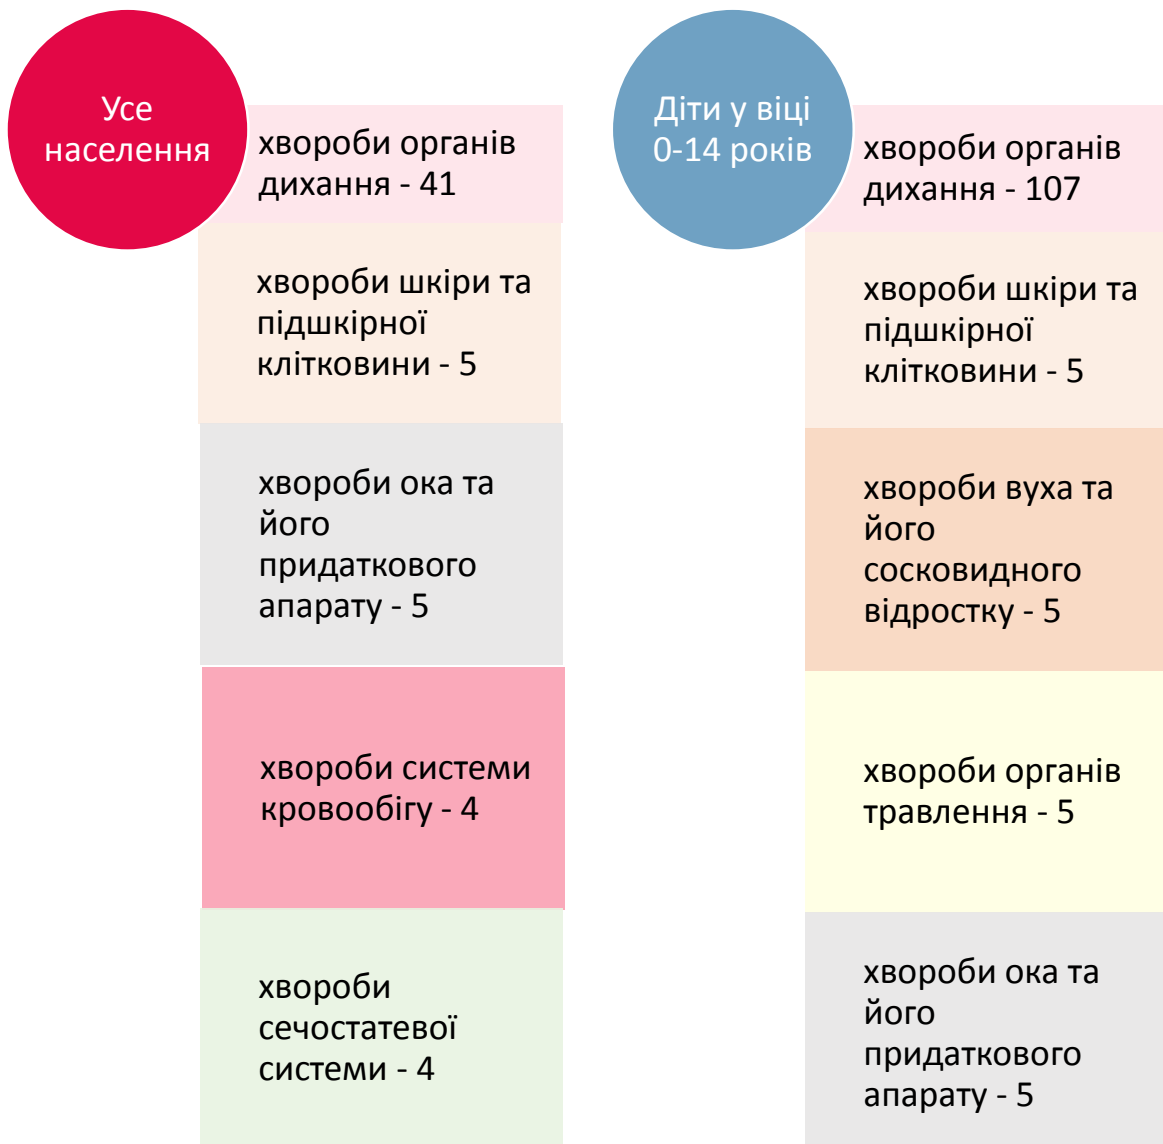 Усе
населення
хвороби органів
дихання - 41
хвороби шкіри та
підшкірної
клітковини - 5
хвороби ока та
його
придаткового
апарату - 5
хвороби системи
кровообігу - 4
хвороби
сечостатевої
системи - 4
Діти у віці
0-14 років
хвороби органів
дихання - 107
хвороби шкіри та
підшкірної
клітковини - 5
хвороби вуха та
його
сосковидного
відростку - 5
хвороби органів
травлення - 5
хвороби ока та
його
придаткового
апарату - 5